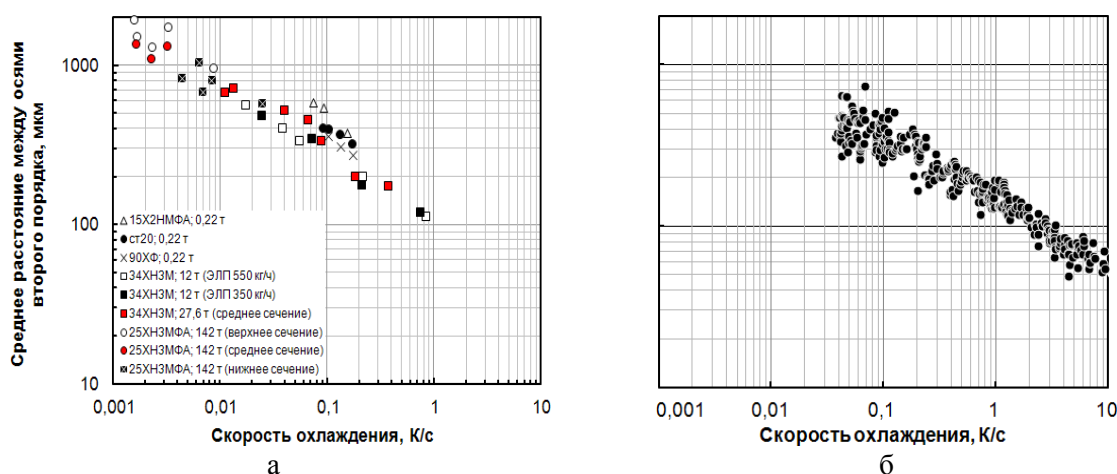 Среднее расстояние между осями
второго порядка, мкм
1000
100
10
△ 15Х2НМФА; 0,22 т
● ст20; 0,22 т
× 90ХФ; 0,22 т
□ 34ХН3М; 12 т (ЭЛП 550 кг/ч)
■ 34ХН3М; 12 т (ЭЛП 350 кг/ч)
■ 34ХН3М; 27,6 т (среднее сечение)
○ 25ХН3МФА; 142 т (верхнее сечение)
● 25ХН3МФА; 142 т (среднее сечение)
25ХН3МФА; 142 т (нижнее сечение)
0,001 0,01 0,1 1 10
Скорость охлаждения, К/с
а
0,001 0,01 0,1 1 10
Скорость охлаждения, К/с
б